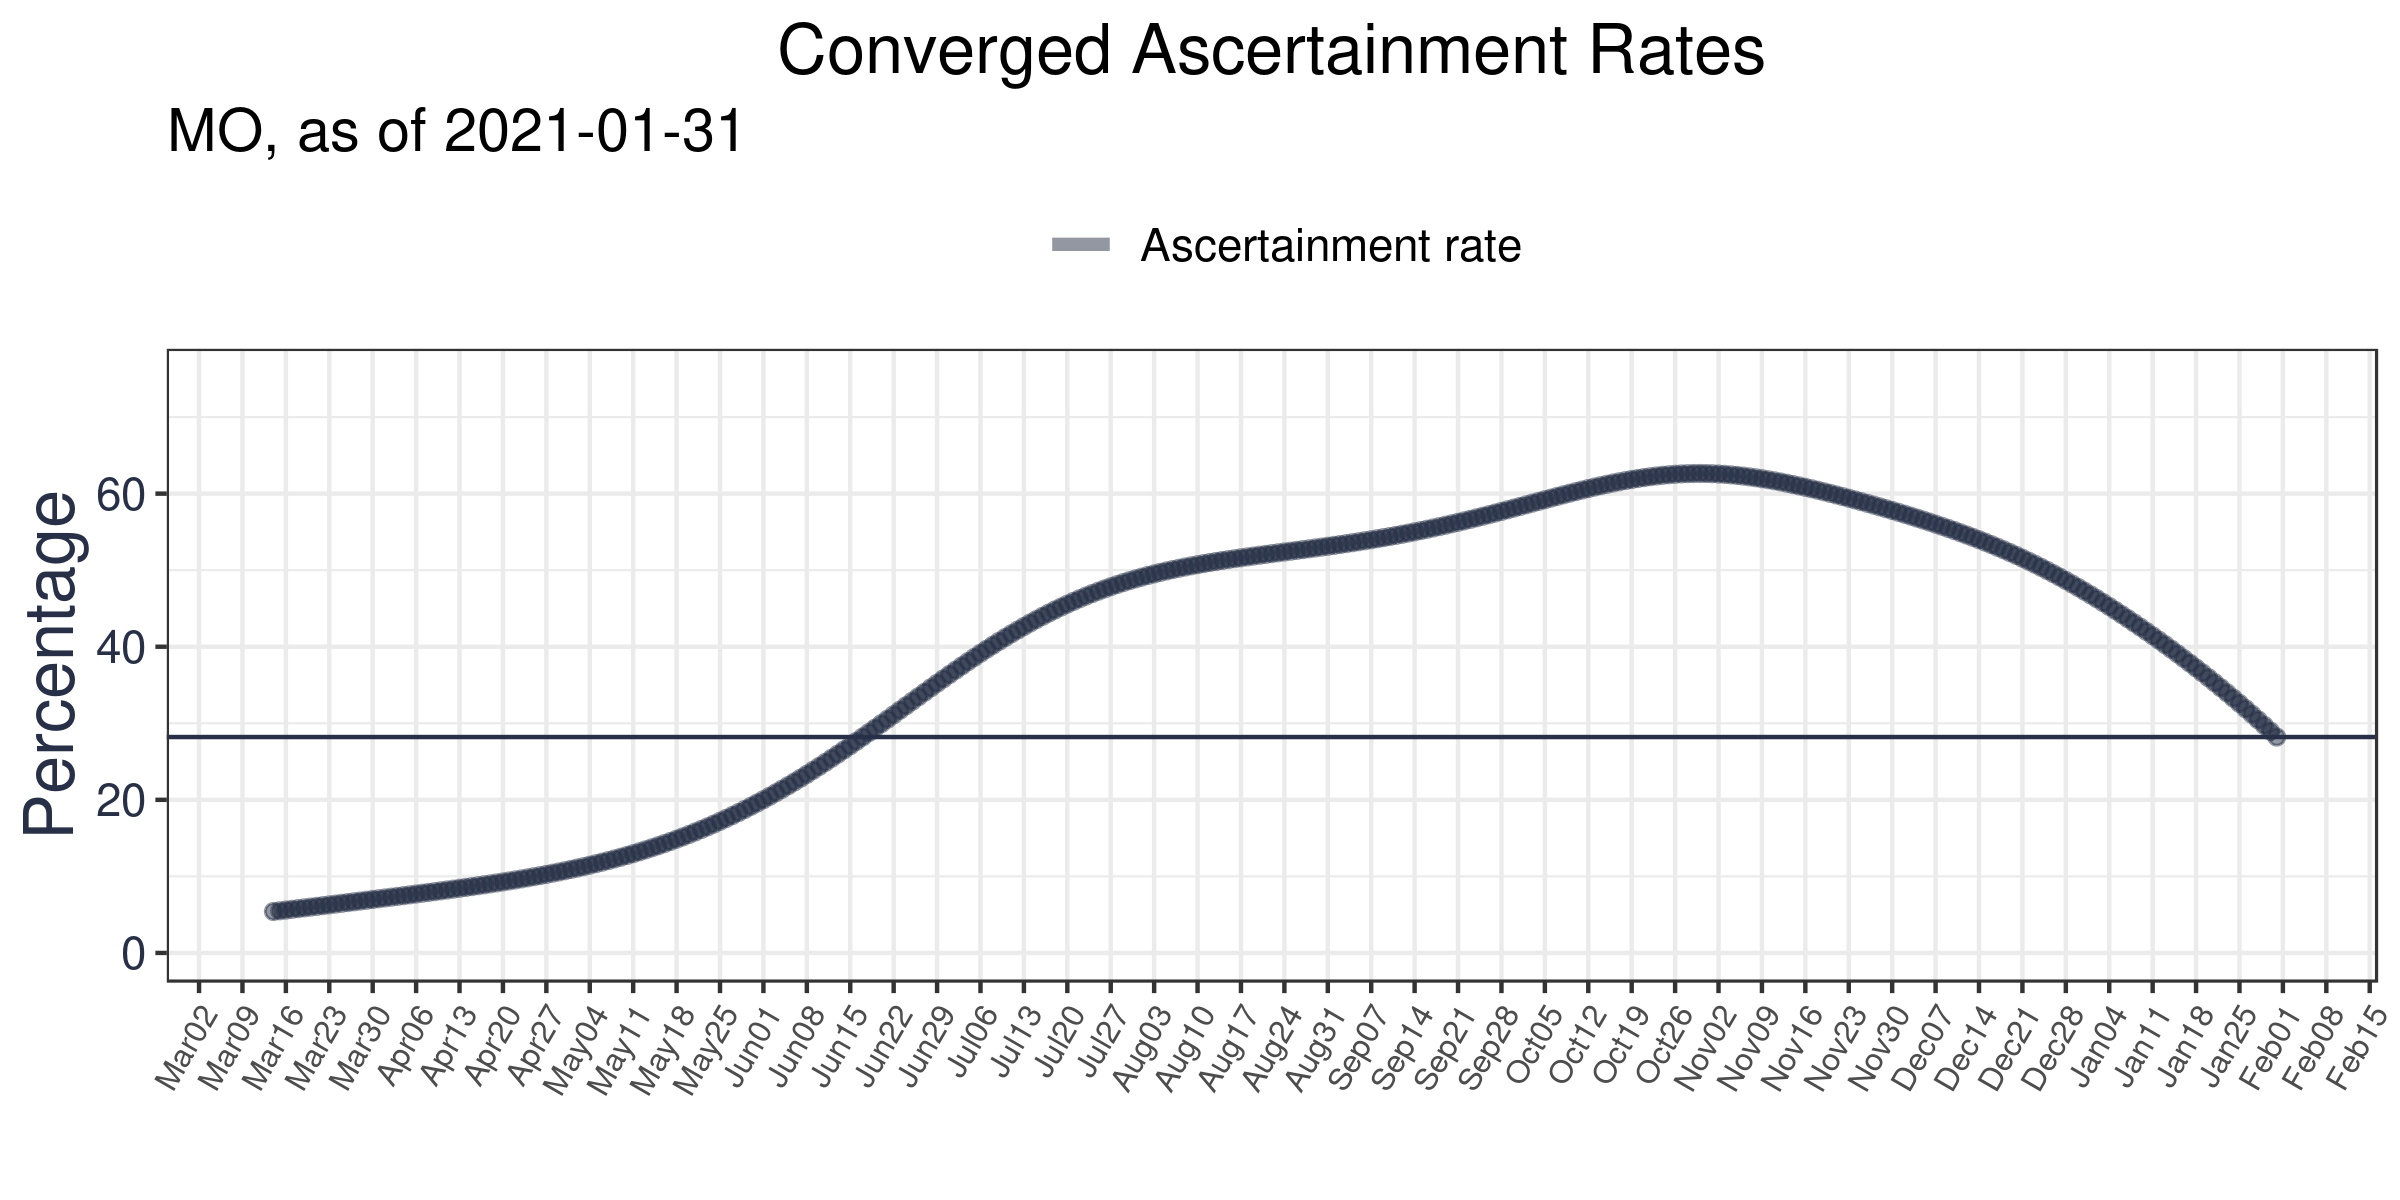 Converged Ascertainment Rates
MO, as of 2021-01-31
Ascertainment rate
Percentage
60
40
20
0
Mar02 Mar09 Mar16 Mar23 Mar30 Apr06 Apr13 Apr20 Apr27 May04 May11 May18 May25 Jun01 Jun08 Jun15 Jun22 Jun29 Jul06 Jul13 Jul20 Jul27 Aug03 Aug10 Aug17 Aug24 Aug31 Sep07 Sep14 Sep21 Sep28 Oct05 Oct12 Oct19 Oct26 Nov02 Nov09 Nov16 Nov23 Nov30 Dec07 Dec14 Dec21 Dec28 Jan04 Jan11 Jan18 Jan25 Feb01 Feb08 Feb15